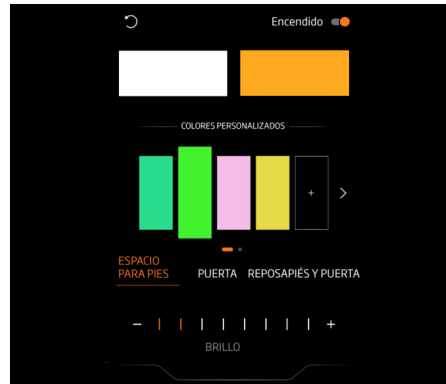 Encendido
COLORES PERSONALIZADOS
+
ESPACIO
PARA PIES
PUERTA
REPOSAPIÉS Y PUERTA
− +
BRILLO